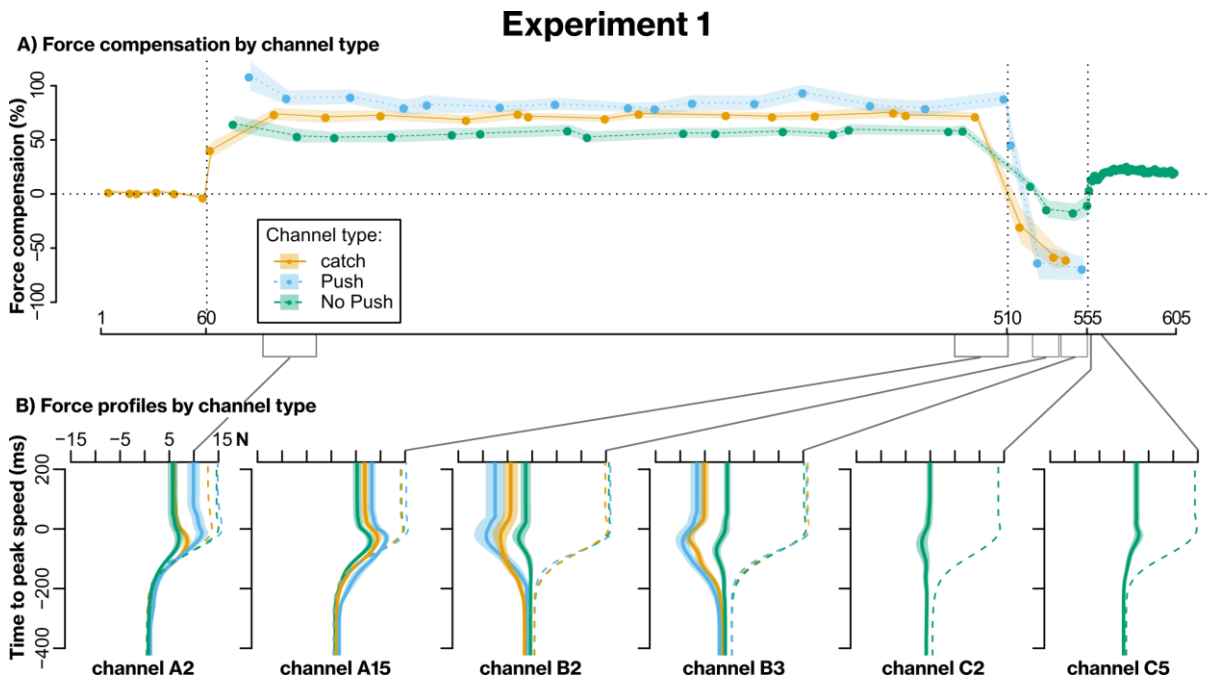 Experiment 1
A) Force compensation by channel type
Force compensation (%)
100
50
0
−50
−100
Channel type:
catch
Push
No Push
1 60 510 555 605
B) Force profiles by channel type
−15 −5 5 15 N
Time to peak speed (ms)
200
0
−200
−400
channel A2 channel A15 channel B2 channel B3 channel C2 channel C5